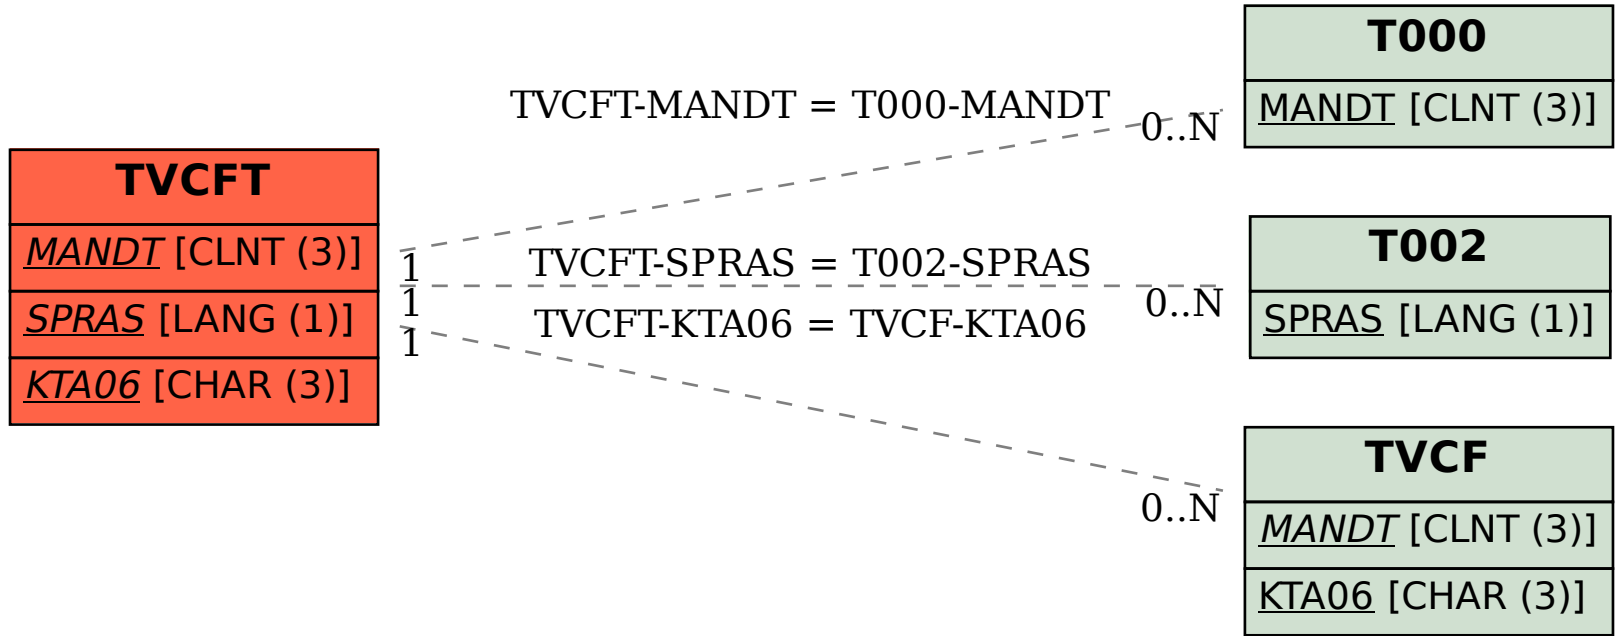 TVCFT
MANDT [CLNT (3)]
SPRAS [LANG (1)]
KTA06 [CHAR (3)]
TVCFT-MANDT = T000-MANDT
1
0..N
TVCFT-SPRAS = T002-SPRAS
1
0..N
TVCFT-KTA06 = TVCF-KTA06
1
0..N
T000
MANDT [CLNT (3)]
T002
SPRAS [LANG (1)]
TVCF
MANDT [CLNT (3)]
KTA06 [CHAR (3)]